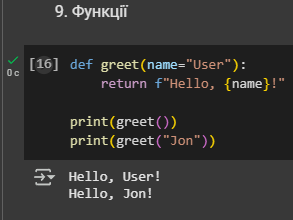 9. Функції
[16] def greet(name="User"):
0 с
return f"Hello, {name}!"
print(greet())
print(greet("Jon"))
Hello, User!
Hello, Jon!